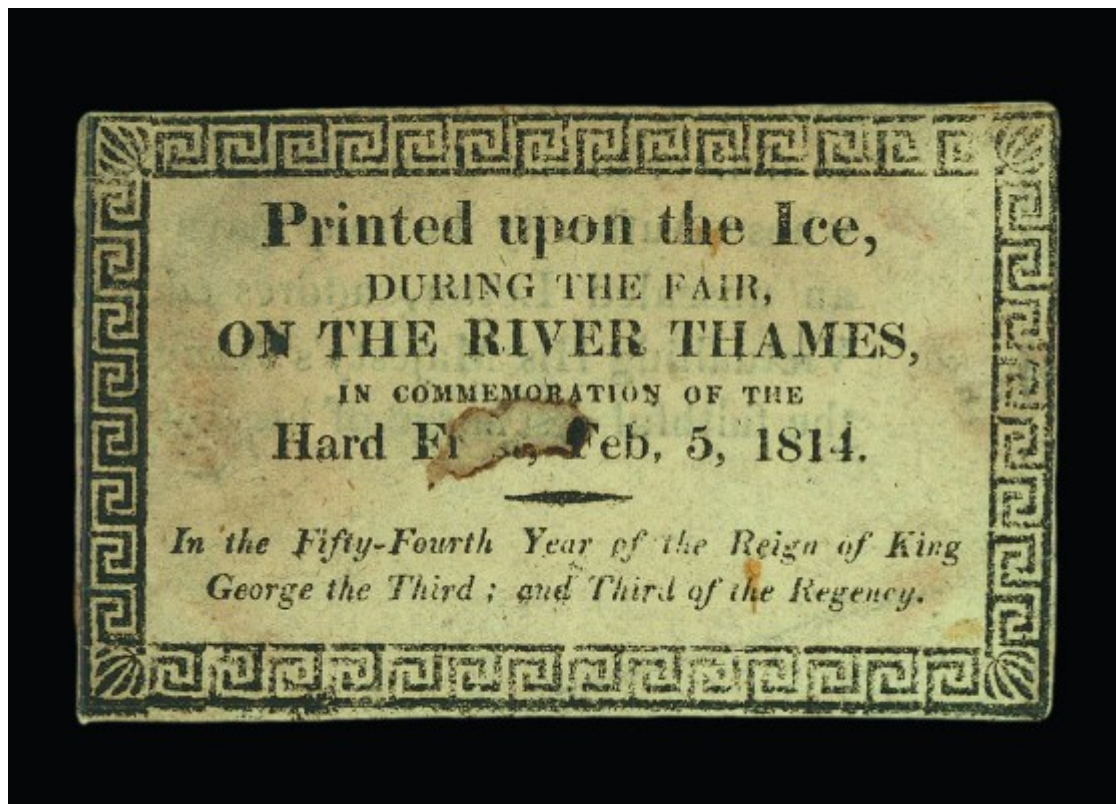 Printed upon the Ice,
DURING THE FAIR,
ON THE RIVER THAMES,
IN COMMEMORATION OF THE
Hard Feb, 5, 1814.
In the Fifty-Fourth Year of the Reign of King
George the Third ; and Third of the Regency.